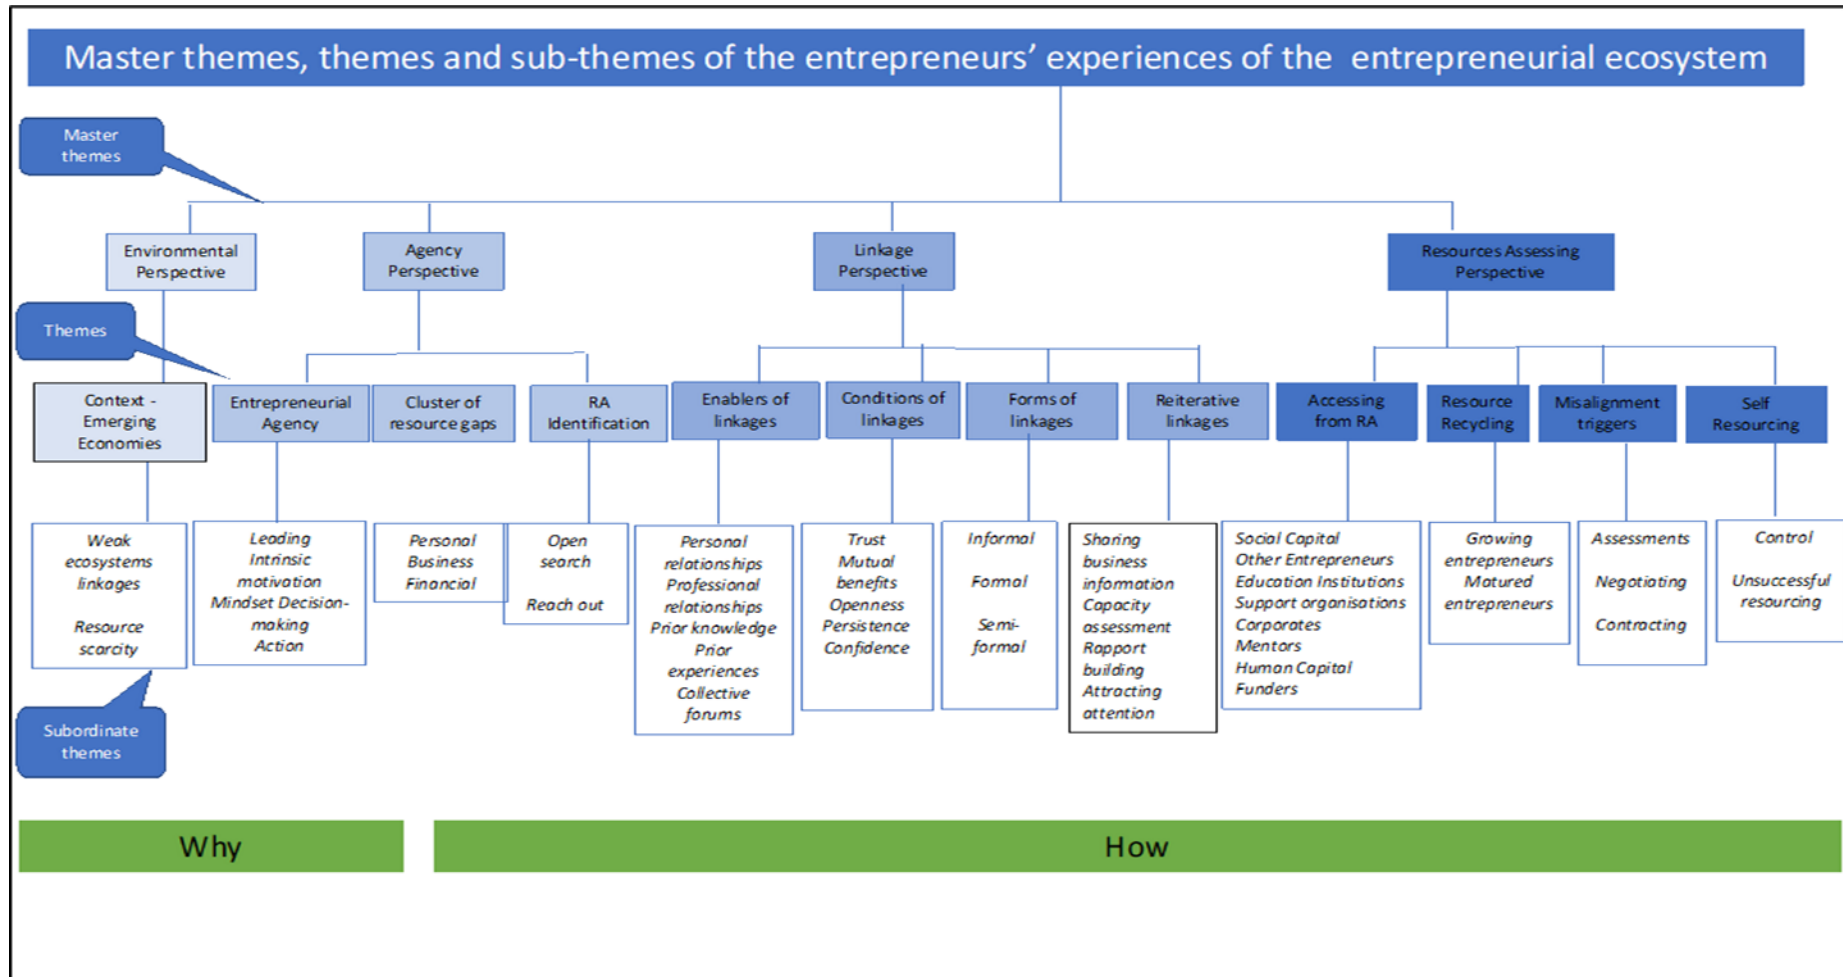 Master themes, themes and sub-themes of the entrepreneurs’ experiences of the entrepreneurial ecosystem
Master
themes
Environmental
Perspective
Agency
Perspective
Linkage
Perspective
Resources Assessing
Perspective
Themes
Context -
Emerging
Economies
Entrepreneurial
Agency
Cluster of
resource gaps
RA
Identification
Enablers of
linkages
Conditions of
linkages
Forms of
linkages
Reiterative
linkages
Accessing
from RA
Resource
Recycling
Misalignment
triggers
Self
Resourcing
Weak
ecosystems
linkages
Resource
scarcity
Leading
Intrinsic
motivation
Mindset Decision-
making
Action
Personal
Business
Financial
Open
search
Reach out
Personal
relationships
Professional
relationships
Prior knowledge
Prior
experiences
Collective
forums
Trust
Mutual
benefits
Openness
Persistence
Confidence
Informal
Formal
Semi-
formal
Sharing
business
information
Capacity
assessment
Rapport
building
Attracting
attention
Social Capital
Other Entrepreneurs
Education Institutions
Support organisations
Corporates
Mentors
Human Capital
Funders
Growing
entrepreneurs
Matured
entrepreneurs
Assessments
Negotiating
Contracting
Control
Unsuccessful
resourcing
Subordinate
themes
Why
How